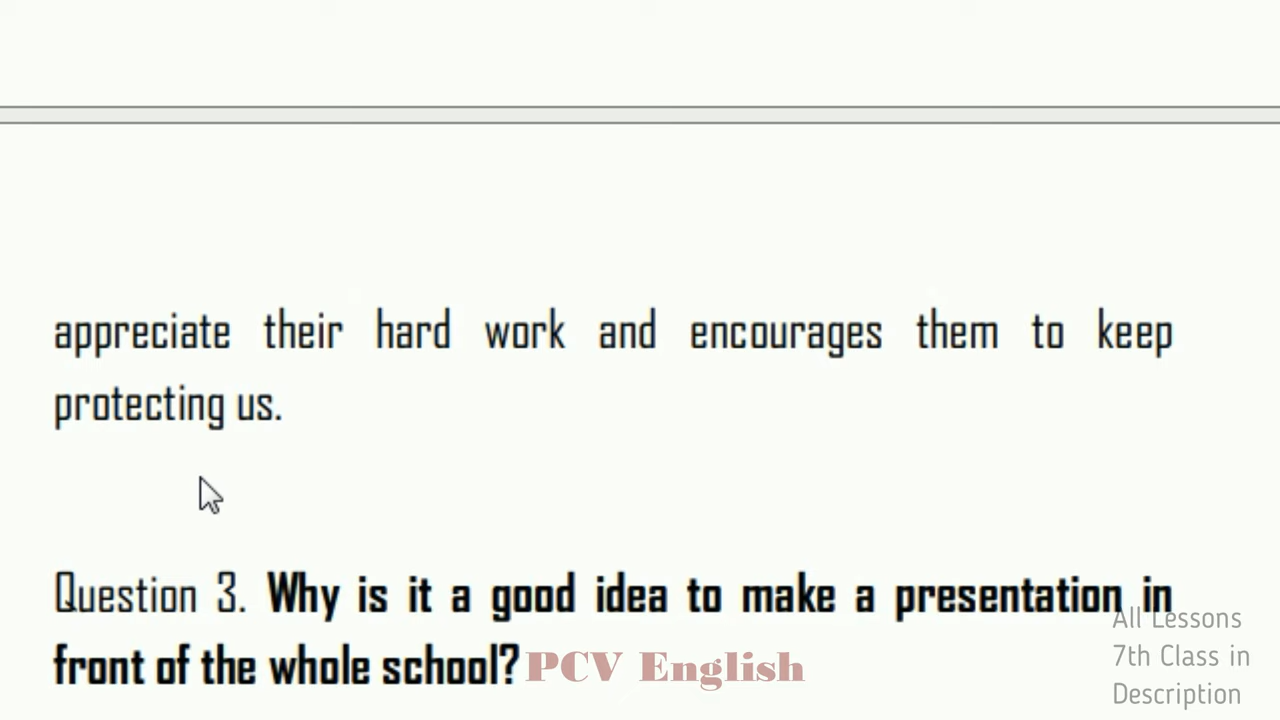 appreciate their hard work and encourages them to keep
protecting us.
Question 3. Why is it a good idea to make a presentation in
front of the whole school?
PCV English
All Lessons
7th Class in
Description